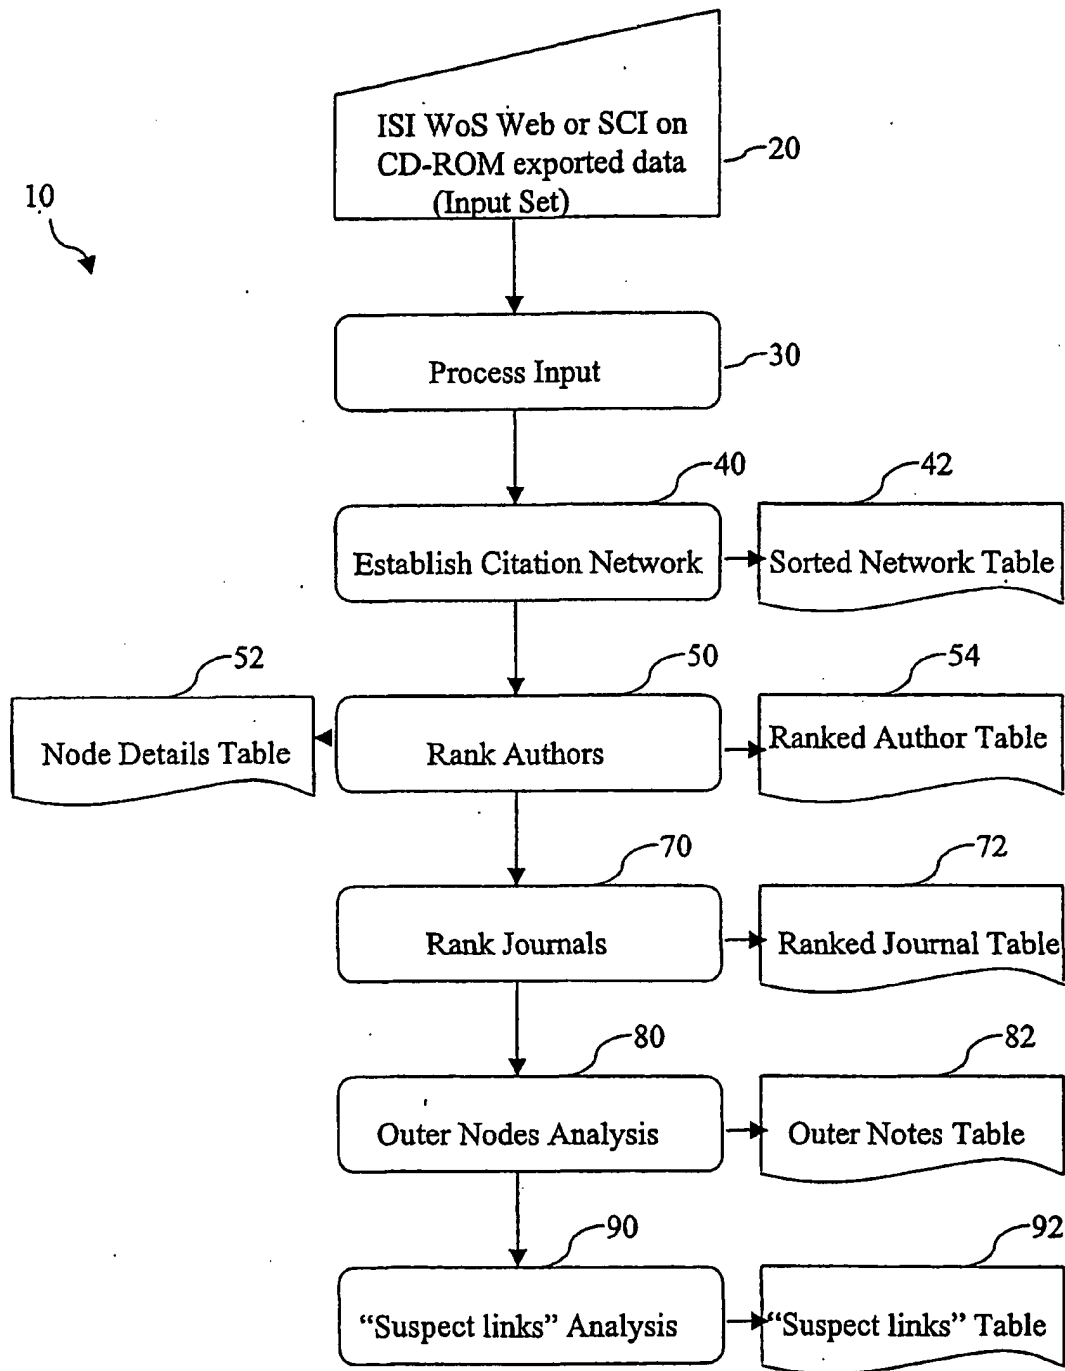 ISI WoS Web or SCI on
CD-ROM exported data
(Input Set)
20
10
Process Input
30
40
42
Establish Citation Network
Sorted Network Table
52
50
54
Node Details Table
Rank Authors
Ranked Author Table
70
72
Rank Journals
Ranked Journal Table
80
82
Outer Nodes Analysis
Outer Notes Table
90
92
“Suspect links” Analysis
“Suspect links” Table